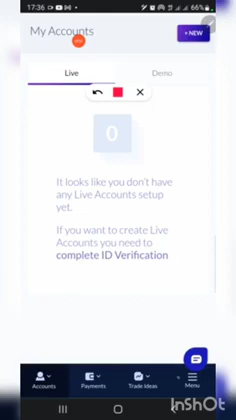 17:36
66%
My Accounts
+ NEW
Live
Demo
0
It looks like you don't have
any Live Accounts setup
yet.
If you want to create Live
Accounts you need to
complete ID Verification
Accounts
Payments
Trade Ideas
Menu
InShOt